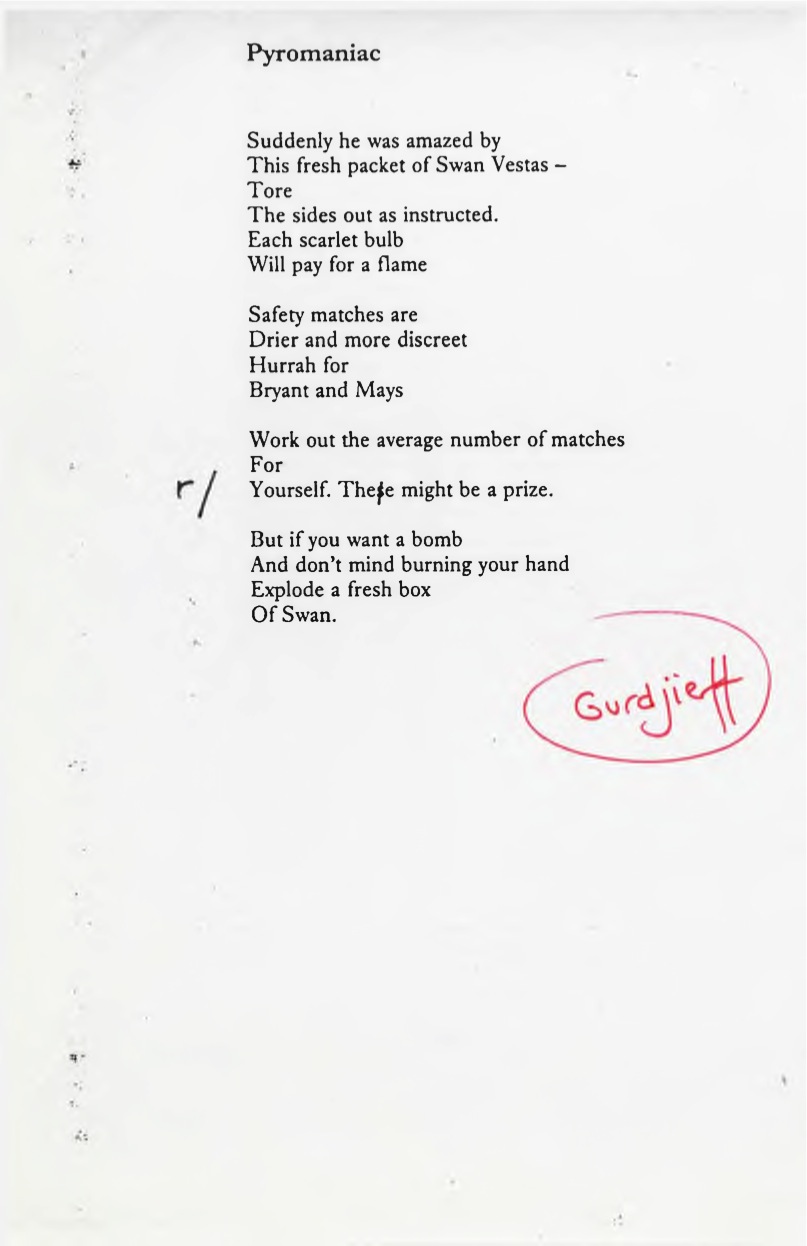 Pyromaniac

Suddenly he was amazed by
This fresh packet of Swan Vestas –
Tore
The sides out as instructed.
Each scarlet bulb
Will pay for a flame

Safety matches are
Drier and more discreet
Hurrah for
Bryant and Mays

Work out the average number of matches
For
r/ Yourself. These might be a prize.

But if you want a bomb
And don't mind burning your hand
Explode a fresh box
Of Swan.

Gurdjieff